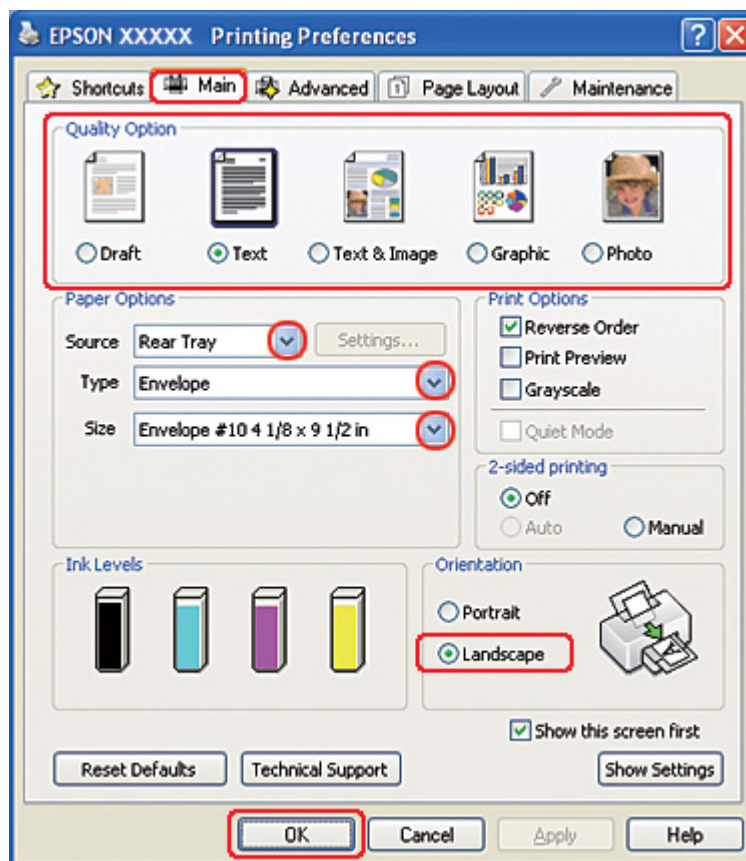 EPSON XXXXX Printing Preferences
Shortcuts Main Advanced 1 Page Layout Maintenance
Quality Option
Draft Text Text & Image Graphic Photo
Paper Options
Source Rear Tray Settings...
Type Envelope
Size Envelope #10 4 1/8 x 9 1/2 in
Print Options
Reverse Order
Print Preview
Grayscale
Quiet Mode
2-sided printing
Off
Auto Manual
Ink Levels
Orientation
Portrait
Landscape
Show this screen first
Reset Defaults Technical Support Show Settings
OK Cancel Apply Help